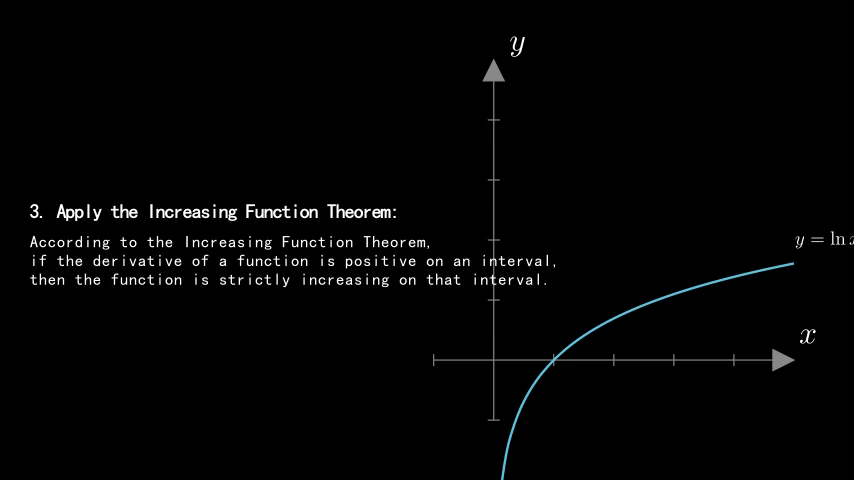 y
3. Apply the Increasing Function Theorem:
According to the Increasing Function Theorem,
y = ln x
if the derivative of a function is positive on an interval,
then the function is strictly increasing on that interval.
x